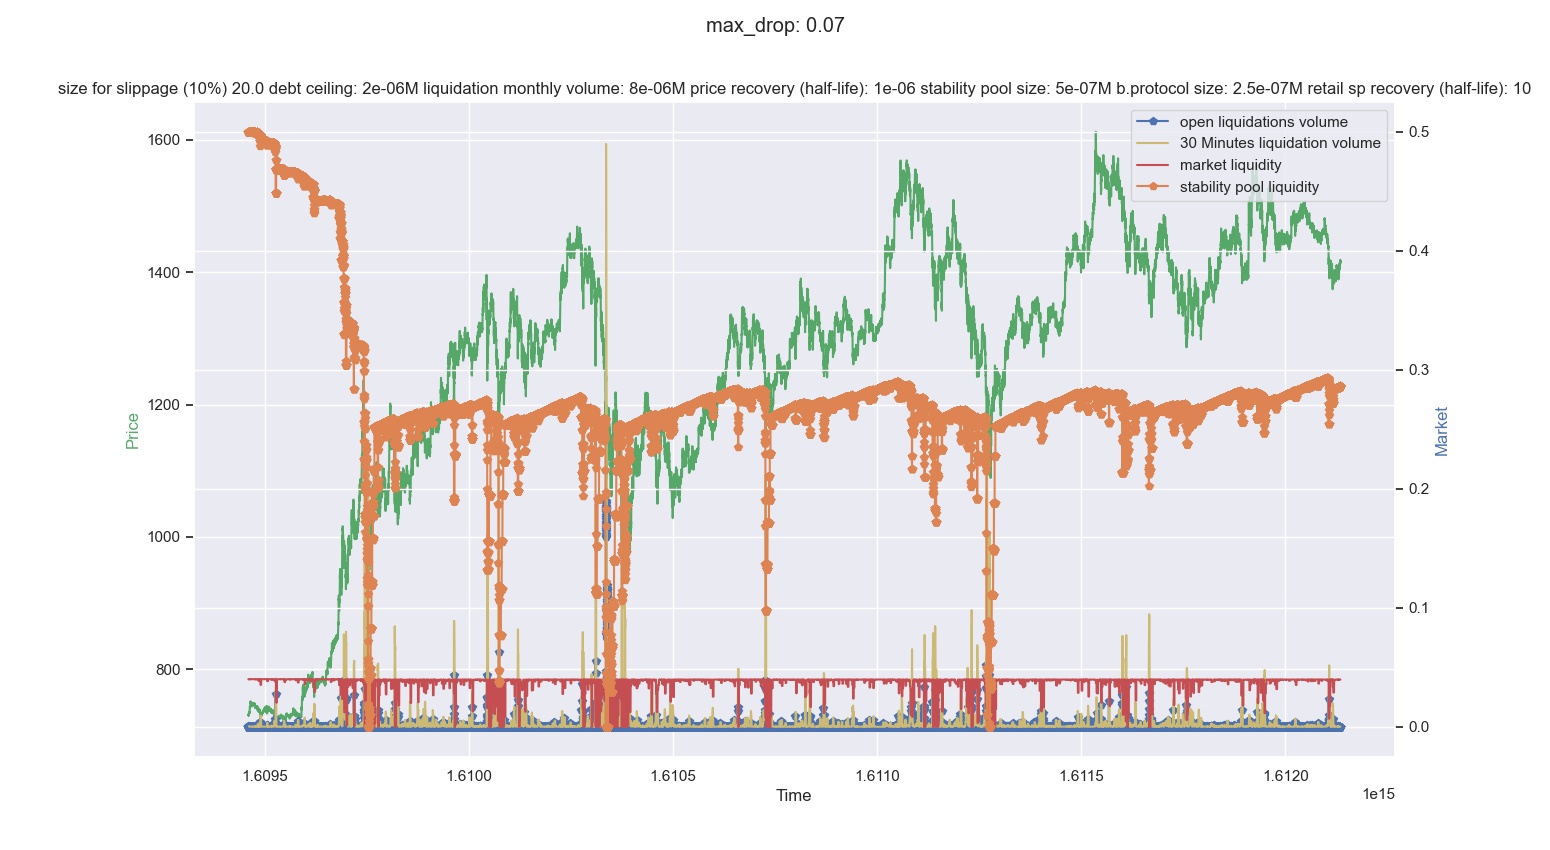 max_drop: 0.07
size for slippage (10%) 20.0 debt ceiling: 2e-06M liquidation monthly volume: 8e-06M price recovery (half-life): 1e-06 stability pool size: 5e-07M b.protocol size: 2.5e-07M retail sp recovery (half-life): 10
open liquidations volume
30 Minutes liquidation volume
market liquidity
stability pool liquidity
1600
1400
1200
1000
800
Price
0.5
0.4
0.3
0.2
0.1
0.0
Market
1.6095 1.6100 1.6105 1.6110 1.6115 1.6120
Time
1e15